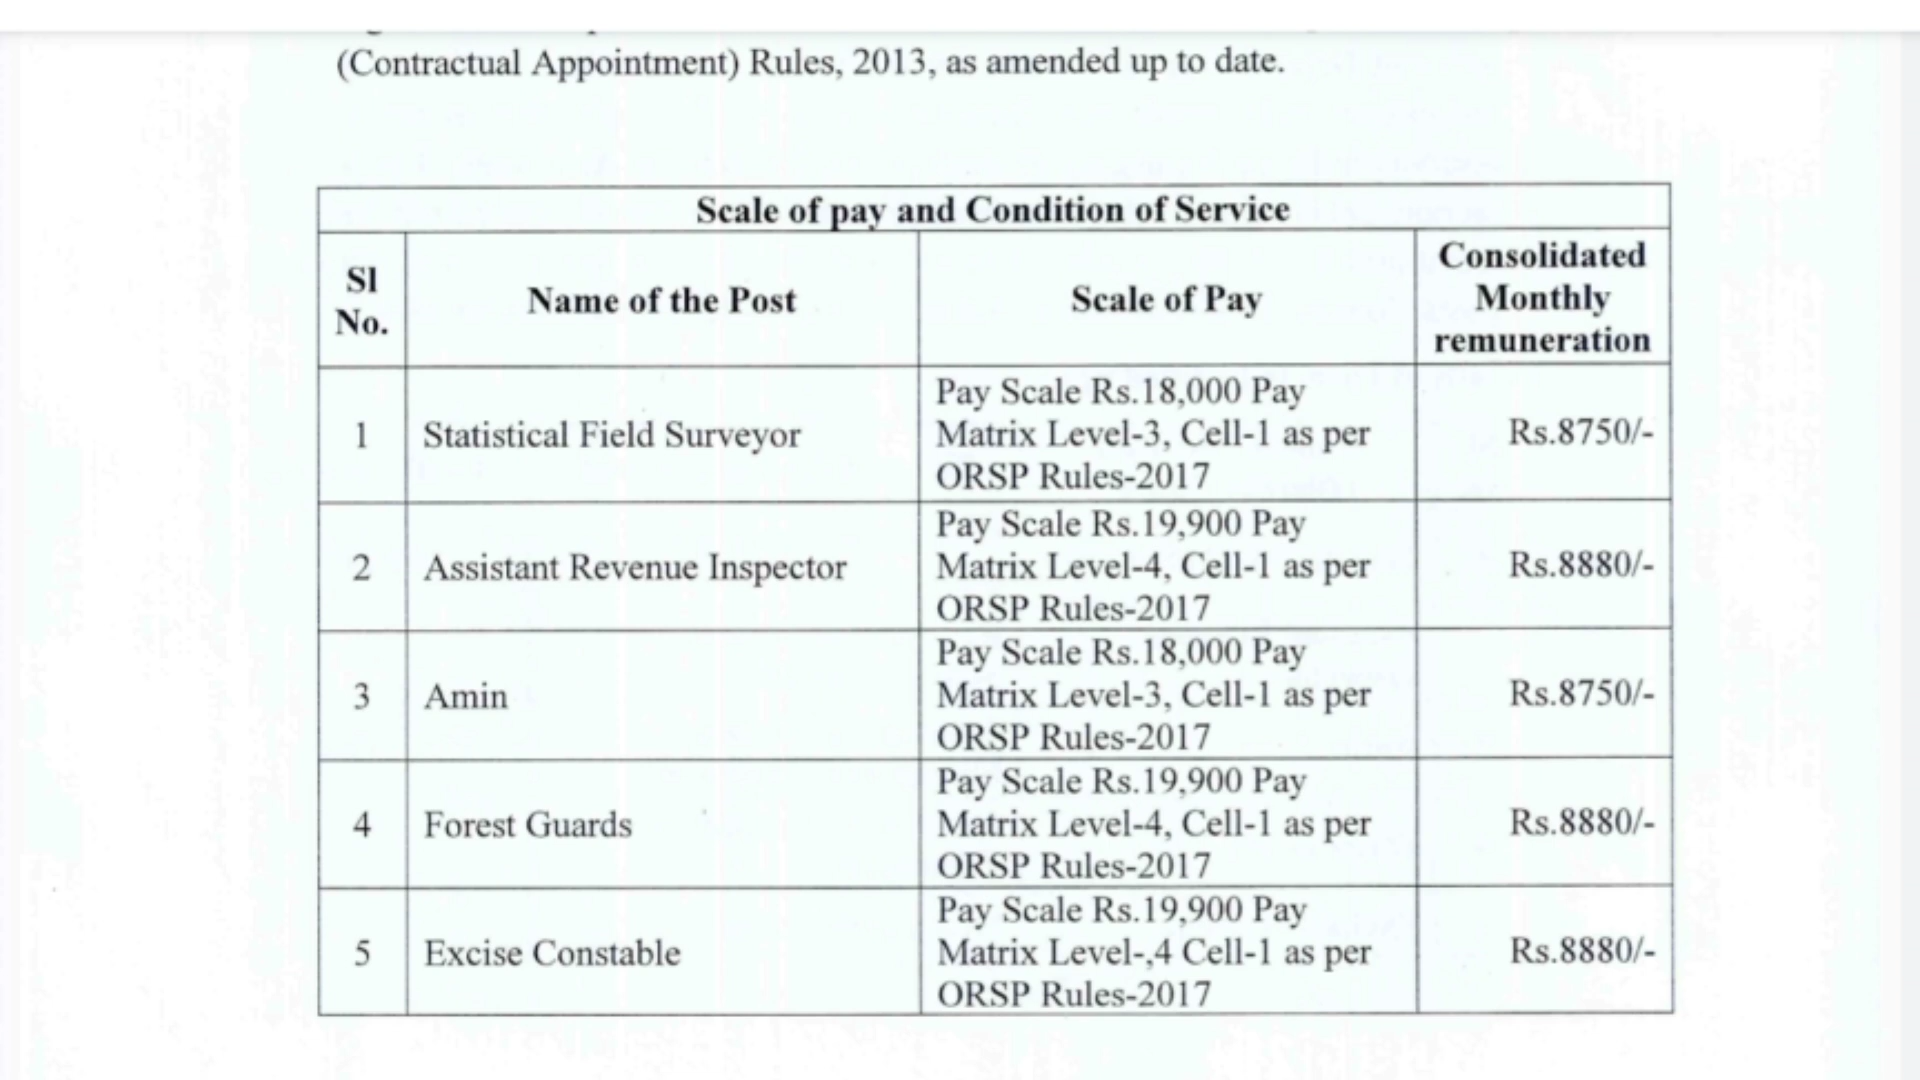 (Contractual Appointment) Rules, 2013, as amended up to date.
Scale of pay and Condition of Service
Sl No.
Name of the Post
Scale of Pay
Consolidated Monthly remuneration
1
Statistical Field Surveyor
Pay Scale Rs.18,000 Pay
Matrix Level-3, Cell-1 as per
ORSP Rules-2017
Rs.8750/-
2
Assistant Revenue Inspector
Pay Scale Rs.19,900 Pay
Matrix Level-4, Cell-1 as per
ORSP Rules-2017
Rs.8880/-
3
Amin
Pay Scale Rs.18,000 Pay
Matrix Level-3, Cell-1 as per
ORSP Rules-2017
Rs.8750/-
4
Forest Guards
Pay Scale Rs.19,900 Pay
Matrix Level-4, Cell-1 as per
ORSP Rules-2017
Rs.8880/-
5
Excise Constable
Pay Scale Rs.19,900 Pay
Matrix Level-,4 Cell-1 as per
ORSP Rules-2017
Rs.8880/-